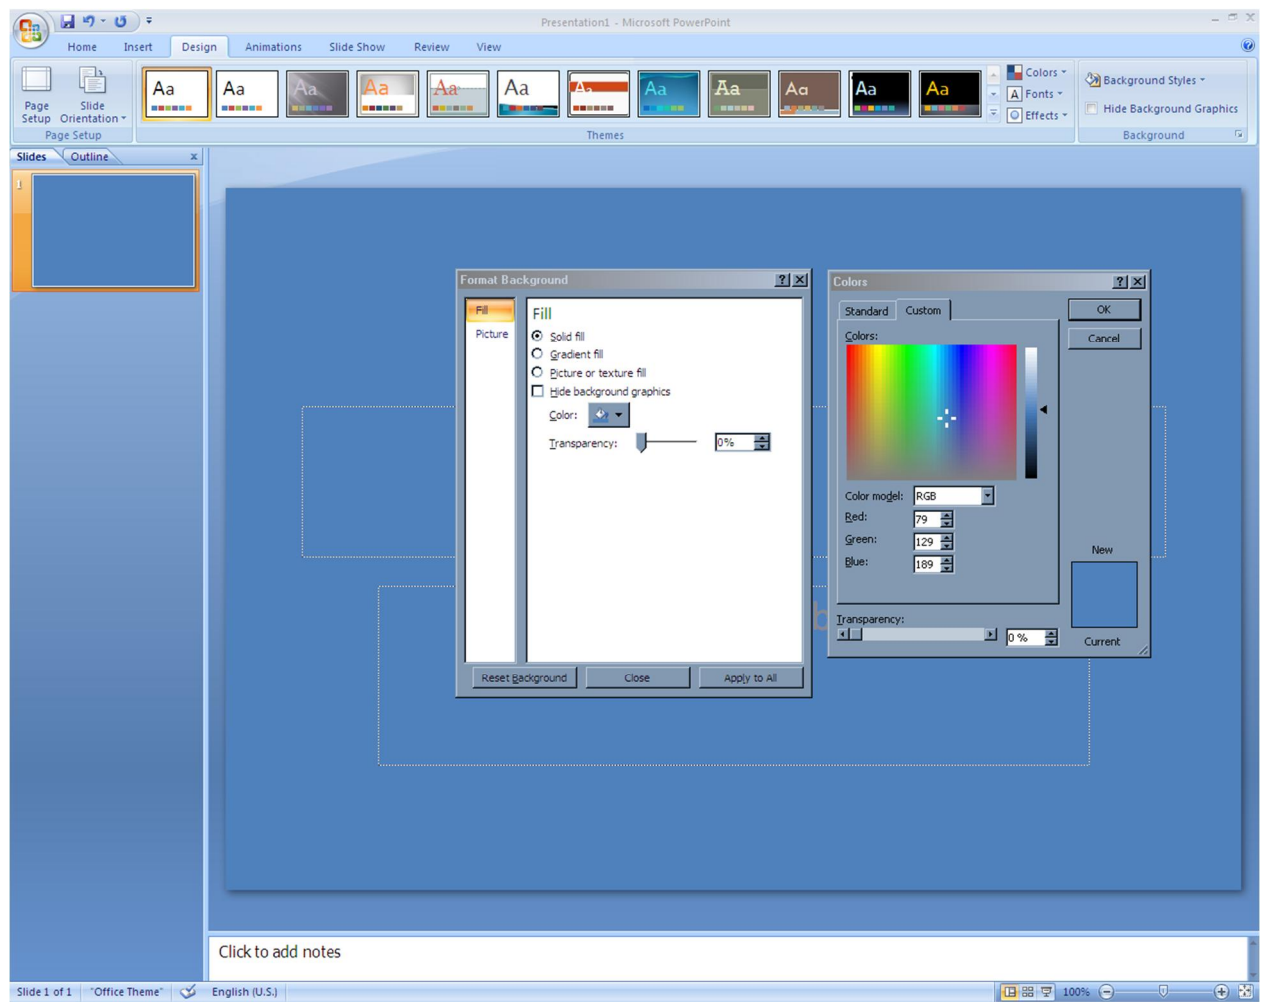 Presentation1 - Microsoft PowerPoint
Home Insert Design Animations Slide Show Review View
Page Setup
Slide Orientation
Page Setup
Aa Aa Aa Aa Aa Aa Aa Aa Aa Aa Aa Aa
Themes
Colors
A Fonts
Effects
Background Styles
Hide Background Graphics
Background
Slides Outline x
1
Format Background
Fill
Picture
Fill
Solid fill
Gradient fill
Picture or texture fill
Hide background graphics
Color:
Transparency: 0%
Reset Background Close Apply to All
Colors
Standard Custom
OK
Cancel
Colors:
Color model: RGB
Red: 79
Green: 129
Blue: 189
New
Current
Transparency:
0 %
b
Click to add notes
Slide 1 of 1 "Office Theme" English (U.S.) 100%